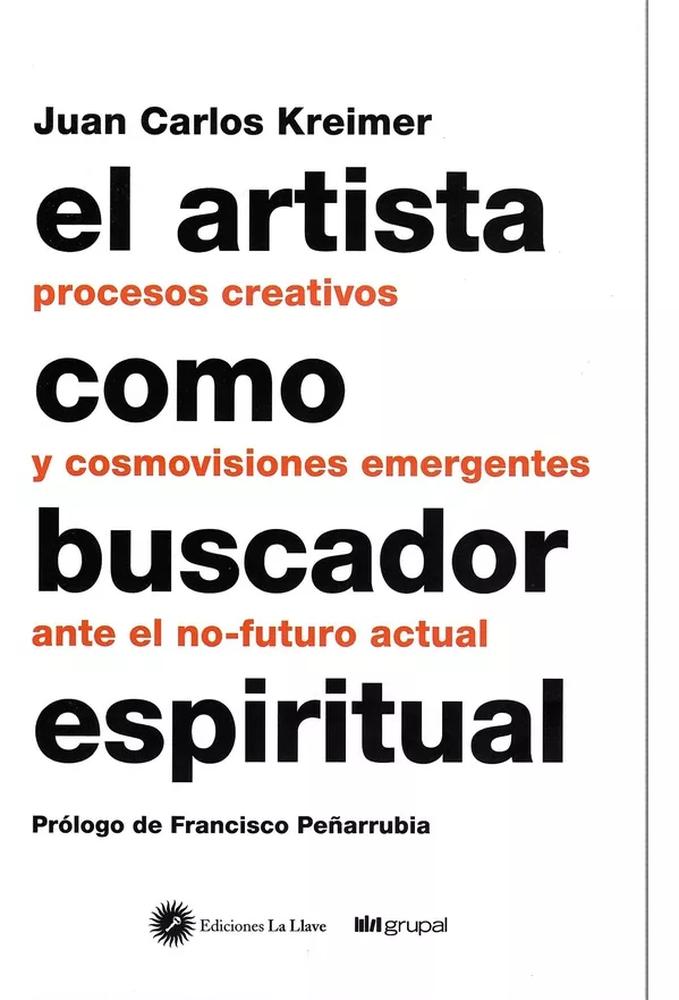 Juan Carlos Kreimer
el artista
procesos creativos
como
y cosmovisiones emergentes
buscador
ante el no-futuro actual
espiritual
Prólogo de Francisco Peñarrubia
Ediciones La Llave
grupal